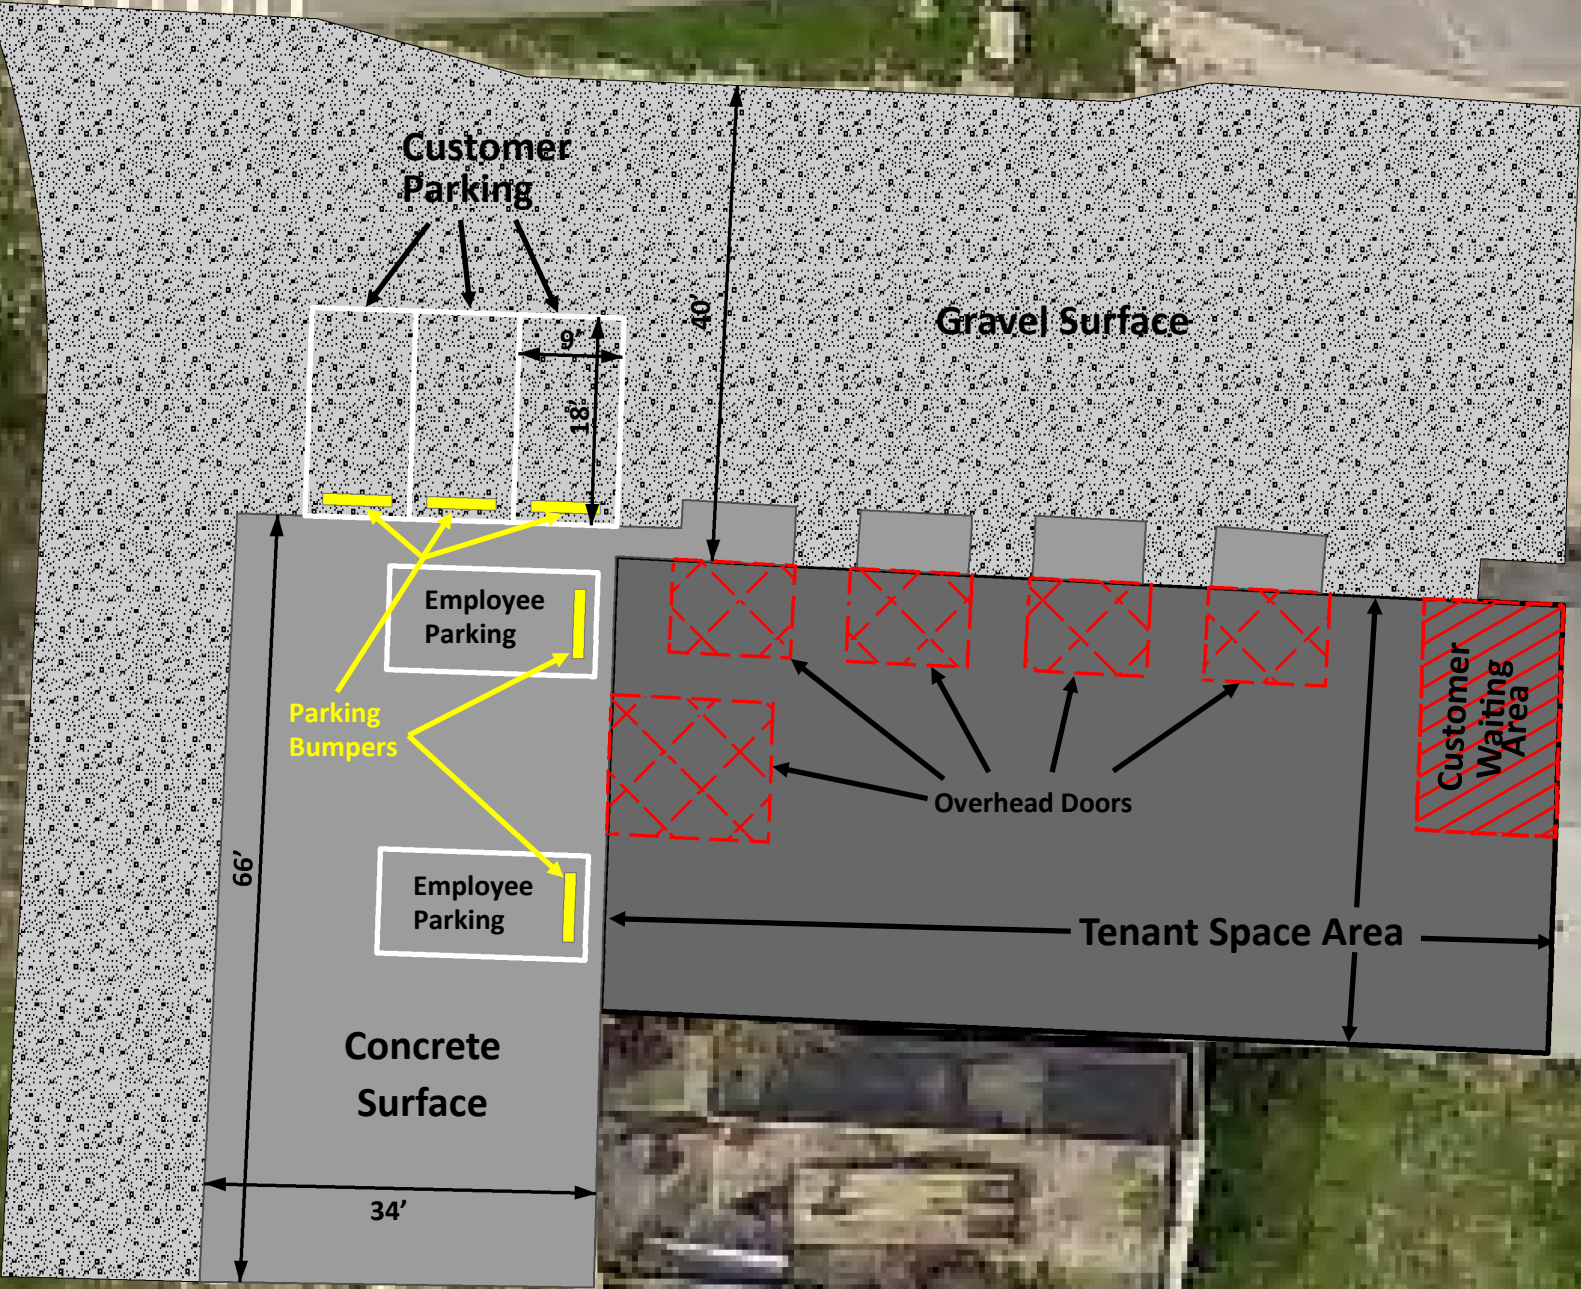 Customer
Parking
40’
Gravel Surface
9’
18’
Employee
Parking
Parking
Bumpers
Customer
Waiting
Area
Overhead Doors
66’
Employee
Parking
Tenant Space Area
Concrete
Surface
34’